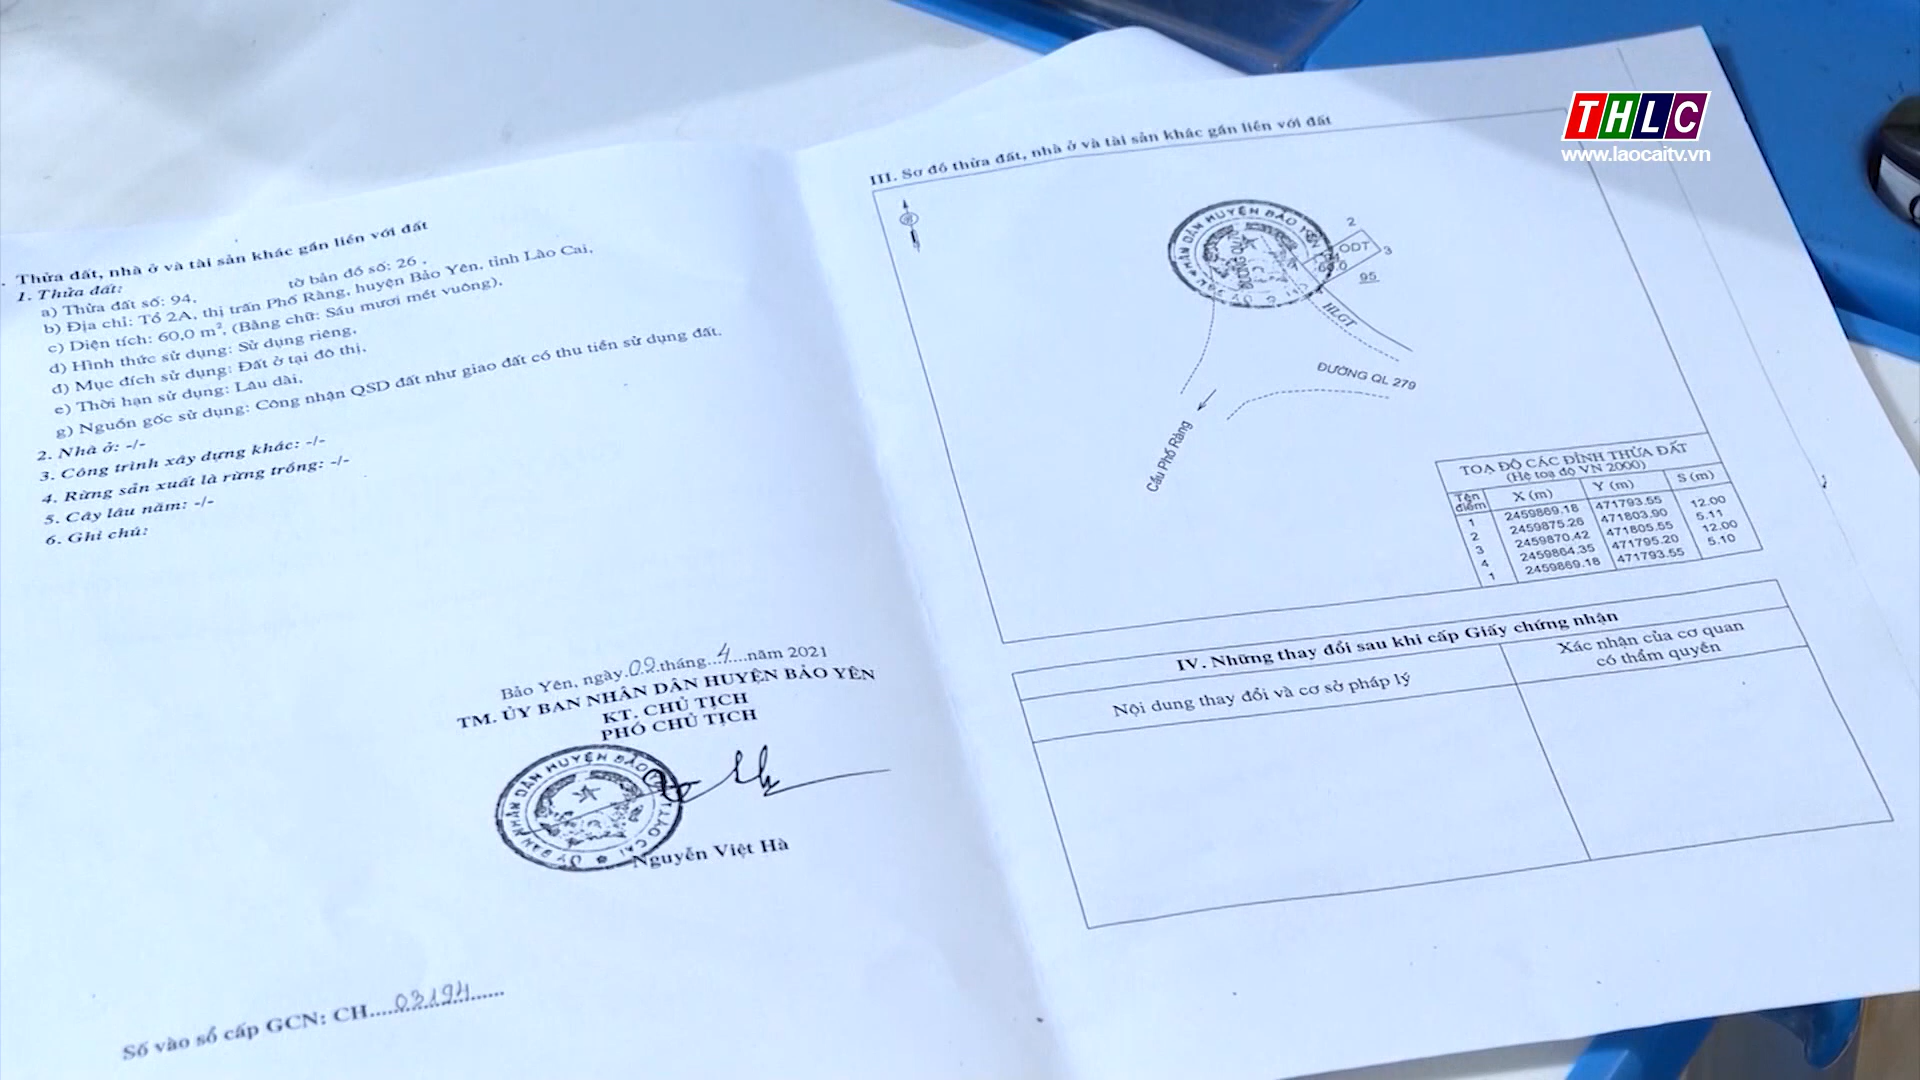 THLC
www.laocaitv.vn
. Thửa đất, nhà ở và tài sản khác gắn liền với đất
1. Thửa đất:
a) Thửa đất số: 94, tờ bản đồ số: 26 ,
b) Địa chỉ: Tổ 2A, thị trấn Phố Ràng, huyện Bảo Yên, tỉnh Lào Cai,
c) Diện tích: 60,0 m², (Bằng chữ: Sáu mươi mét vuông),
d) Hình thức sử dụng: Sử dụng riêng,
đ) Mục đích sử dụng: Đất ở tại đô thị,
e) Thời hạn sử dụng: Lâu dài,
g) Nguồn gốc sử dụng: Công nhận QSD đất như giao đất có thu tiền sử dụng đất.
2. Nhà ở: -/-
3. Công trình xây dựng khác: -/-
4. Rừng sản xuất là rừng trồng: -/-
5. Cây lâu năm: -/-
6. Ghi chú:
Bảo Yên, ngày.02.tháng...4....năm 2021
TM. ỦY BAN NHÂN DÂN HUYỆN BẢO YÊN
KT. CHỦ TỊCH
PHÓ CHỦ TỊCH
Nguyễn Việt Hà
Số vào sổ cấp GCN: CH....03194......
III. Sơ đồ thửa đất, nhà ở và tài sản khác gắn liền với đất
2
ODT
3
95
HLGT
ĐƯỜNG QL 279
Cầu Phố Ràng
TOẠ ĐỘ CÁC ĐỈNH THỬA ĐẤT
(Hệ toạ độ VN 2000)
Tên điểm X (m) Y (m) S (m)
1 2459869.18 471793.55 12.00
2 2459875.26 471803.90 5.11
3 2459870.42 471805.55 12.00
4 2459864.35 471795.20 5.10
1 2459869.18 471793.55
IV. Những thay đổi sau khi cấp Giấy chứng nhận
Nội dung thay đổi và cơ sở pháp lý
Xác nhận của cơ quan
có thẩm quyền